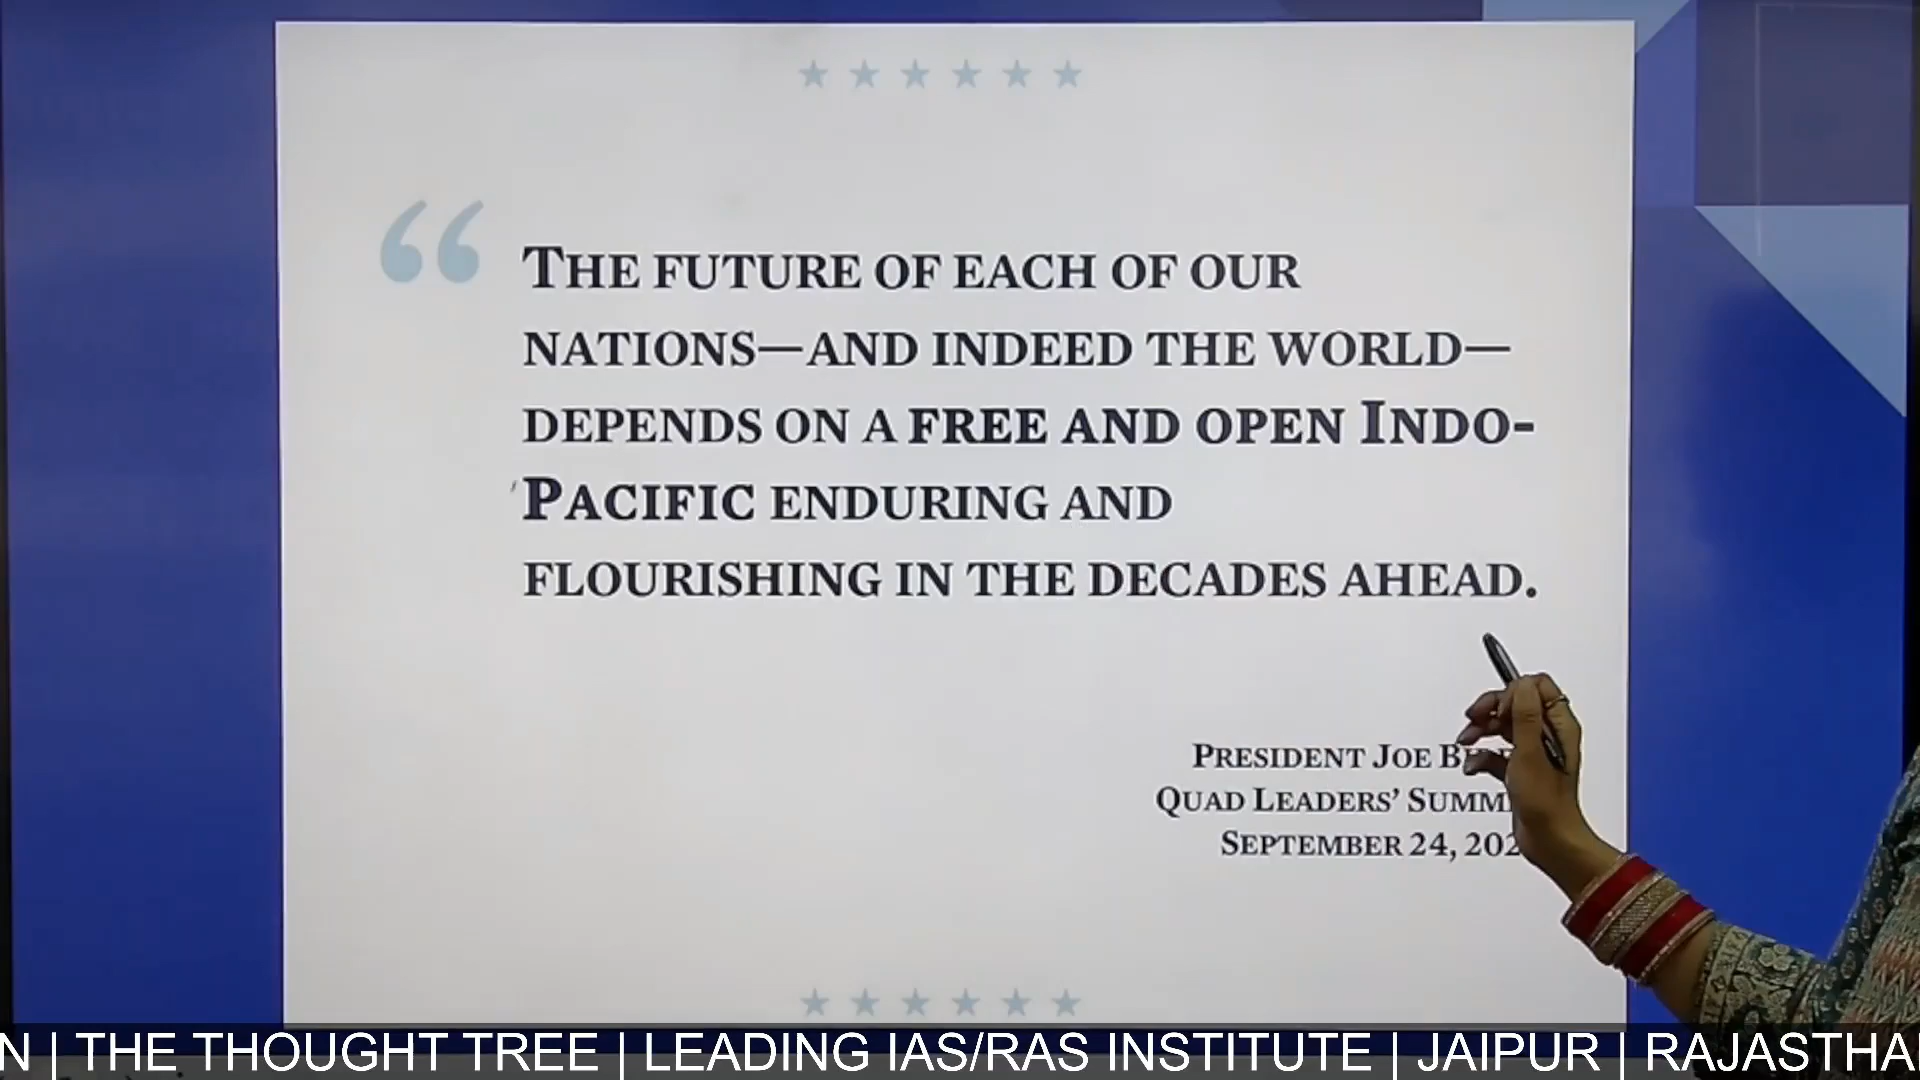 “
The future of each of our
nations—and indeed the world—
depends on a free and open Indo-
Pacific enduring and
flourishing in the decades ahead.
President Joe
Quad Leaders’
September 24,
N | THE THOUGHT TREE | LEADING IAS/RAS INSTITUTE | JAIPUR | RAJASTHA